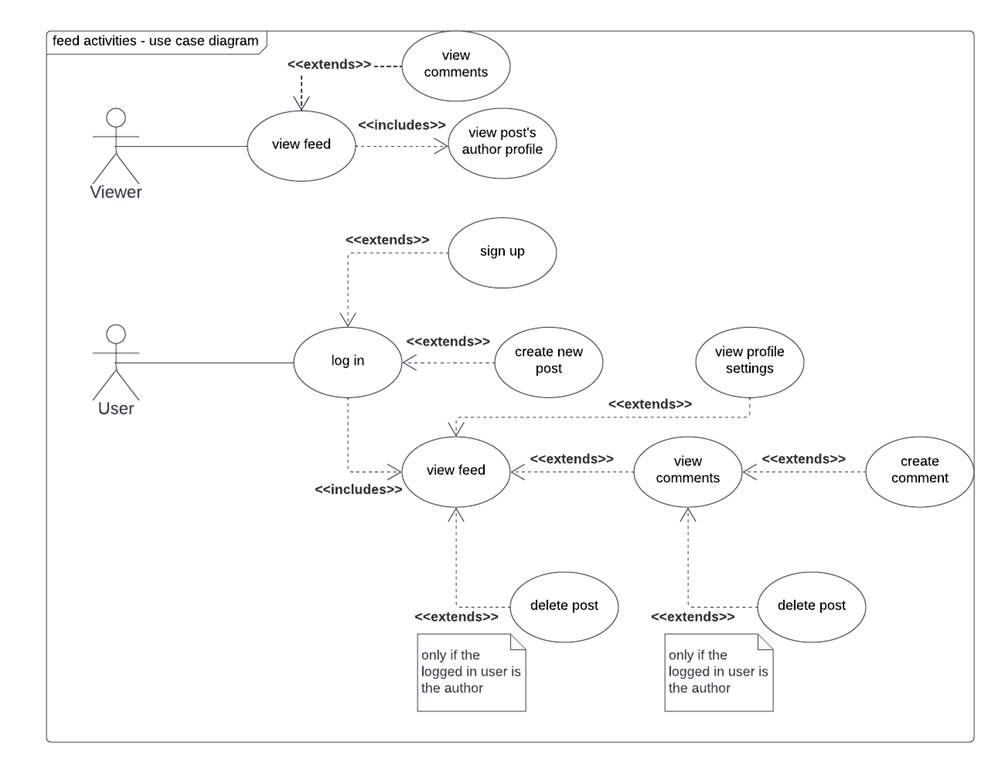 feed activities - use case diagram
view
comments
<<extends>>
<<includes>>
view feed
view post's
author profile
Viewer
<<extends>>
sign up
log in
<<extends>>
create new
post
view profile
settings
User
<<extends>>
view feed
<<extends>>
view
comments
<<extends>>
create
comment
<<includes>>
delete post
delete post
<<extends>>
<<extends>>
only if the
logged in user is
the author
only if the
logged in user is
the author